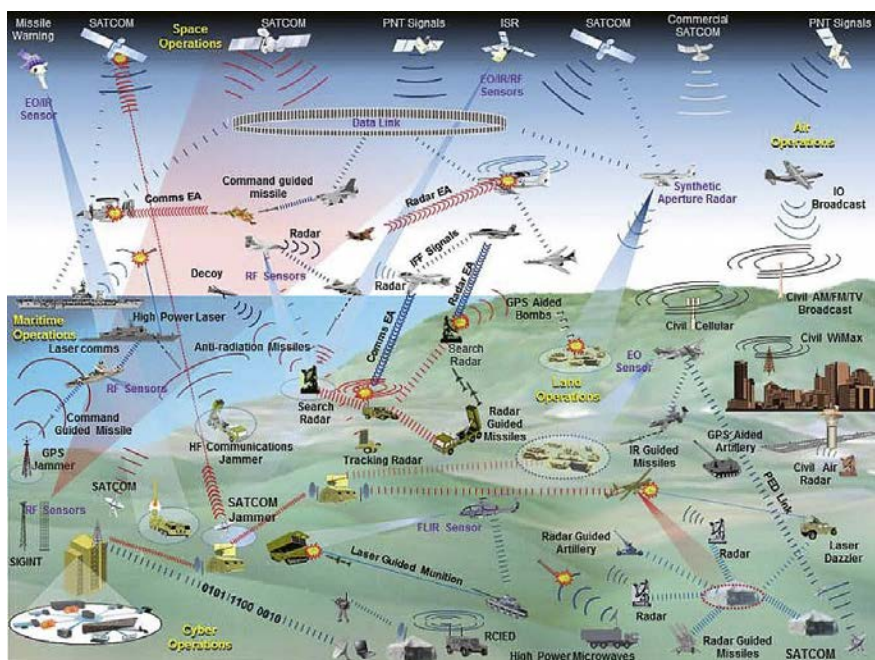 Missile
Warning
SATCOM
Space
Operations
SATCOM
PNT Signals
ISR
SATCOM
Commercial
SATCOM
PNT Signals
EO/IR
Sensor
EO/IR/RF
Sensors
Data Link
Air
Operations
Comms EA
Command guided
missile
Radar EA
Synthetic
Aperture Radar
IO
Broadcast
Radar
RF Sensors
IFF Signals
Decoy
Radar
Radar EA
GPS Aided
Bombs
Civil AM/FM/TV
Broadcast
Maritime
Operations
High Power Laser
Laser comms
Comms EA
Civil Cellular
Anti-radiation Missiles
Search
Radar
EO
Sensor
Civil WiMax
RF Sensors
Land
Operations
Command
Guided Missile
Search
Radar
Radar
Guided
Missiles
GPS
Jammer
HF Communications
Jammer
Tracking Radar
IR Guided
Missiles
GPS Aided
Artillery
Civil Air
Radar
PED Link
SATCOM
RF Sensors
SATCOM
Jammer
FLIR Sensor
SIGINT
Laser Guided Munition
Radar Guided
Artillery
Radar
Laser
Dazzler
0101/1100 0010
Radar
Cyber
Operations
RCIED
High Power Microwaves
Radar Guided
Missiles
SATCOM